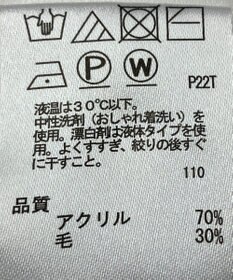 P W P22T
液温は30℃以下。
中性洗剤（おしゃれ着洗い）を
使用。漂白剤は液体タイプを使
用。よくすすぎ、絞りの後すぐ
に干すこと。
110
品質
アクリル 70%
毛 30%